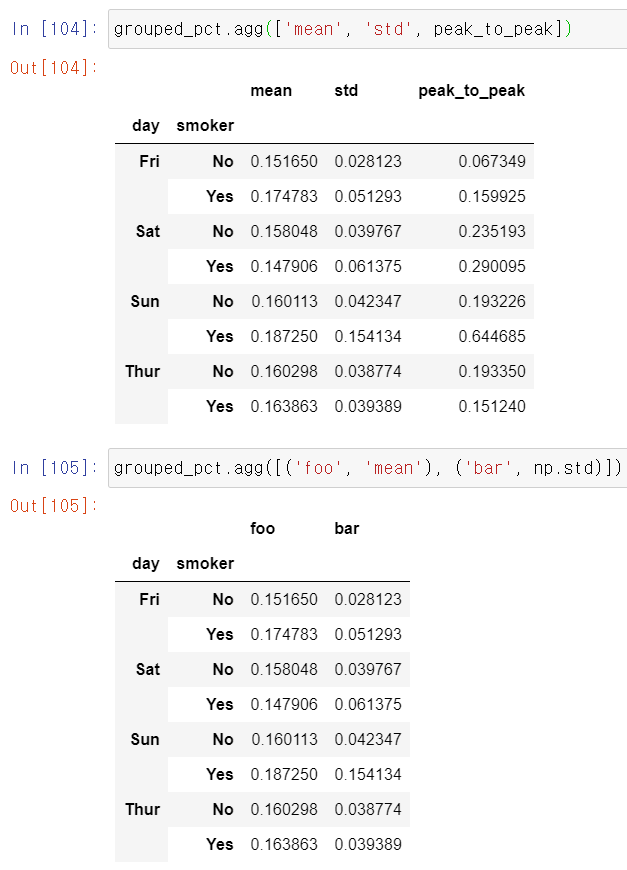 In [104]: grouped_pct.agg(['mean', 'std', peak_to_peak])
Out[104]:
mean std peak_to_peak
day smoker
Fri No 0.151650 0.028123 0.067349
Yes 0.174783 0.051293 0.159925
Sat No 0.158048 0.039767 0.235193
Yes 0.147906 0.061375 0.290095
Sun No 0.160113 0.042347 0.193226
Yes 0.187250 0.154134 0.644685
Thur No 0.160298 0.038774 0.193350
Yes 0.163863 0.039389 0.151240
In [105]: grouped_pct.agg([('foo', 'mean'), ('bar', np.std)])
Out[105]:
foo bar
day smoker
Fri No 0.151650 0.028123
Yes 0.174783 0.051293
Sat No 0.158048 0.039767
Yes 0.147906 0.061375
Sun No 0.160113 0.042347
Yes 0.187250 0.154134
Thur No 0.160298 0.038774
Yes 0.163863 0.039389